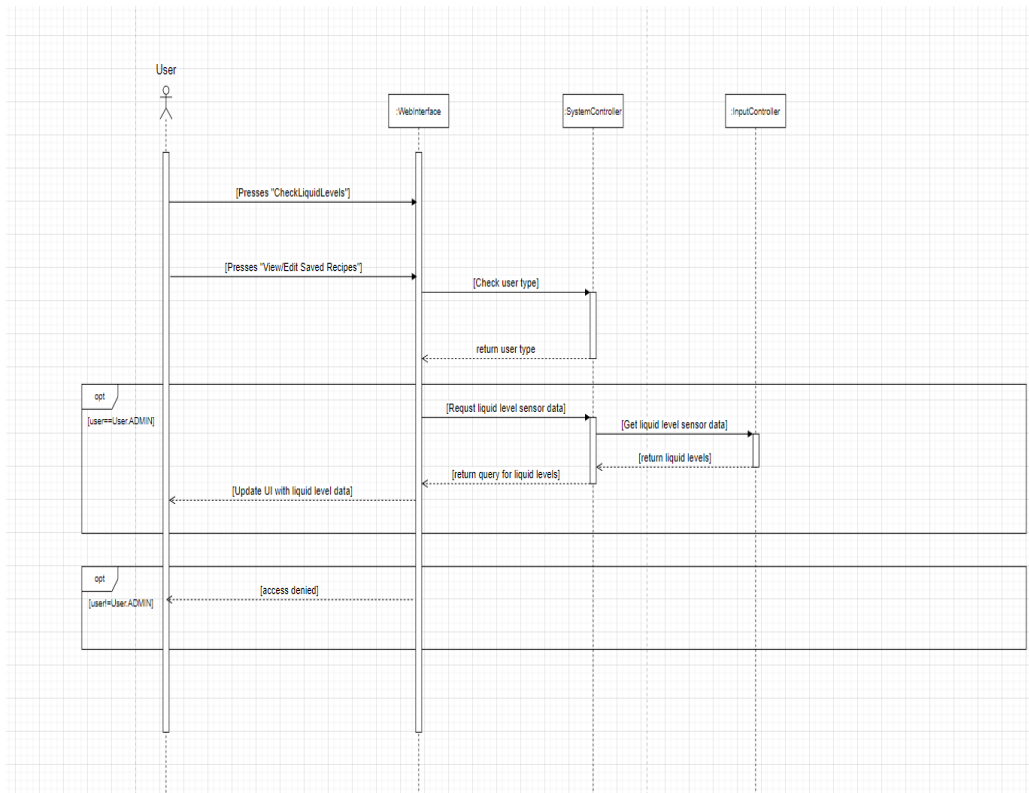 User
:WebInterface
:SystemController
:InputController
[Presses "CheckLiquidLevels"]
[Presses "View/Edit Saved Recipes"]
[Check user type]
return user type
opt
[user==User.ADMIN]
[Requst liquid level sensor data]
[Get liquid level sensor data]
[return liquid levels]
[return query for liquid levels]
[Update UI with liquid level data]
opt
[user!=User.ADMIN]
[access denied]